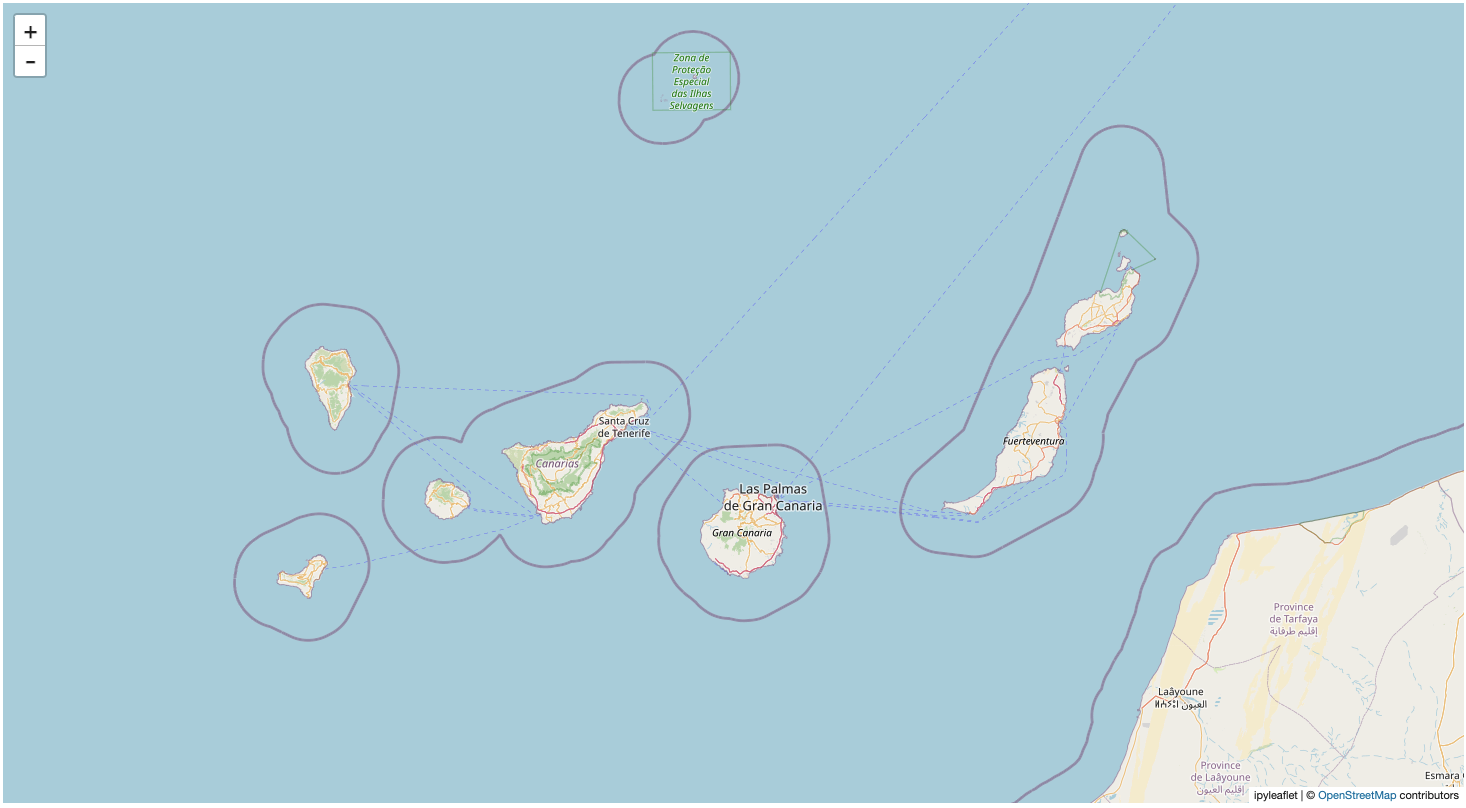 +
-
Zona de
Proteção
Especial
das Ilhas
Selvagens
Santa Cruz
de Tenerife
Canarias
Fuerteventura
Las Palmas
de Gran Canaria
Gran Canaria
Province
de Tarfaya
إقليم طرفاية
Laâyoune
العيون
Province
de Laâyoune
إقليم العيون
Esmara
ipyleaflet | © OpenStreetMap contributors